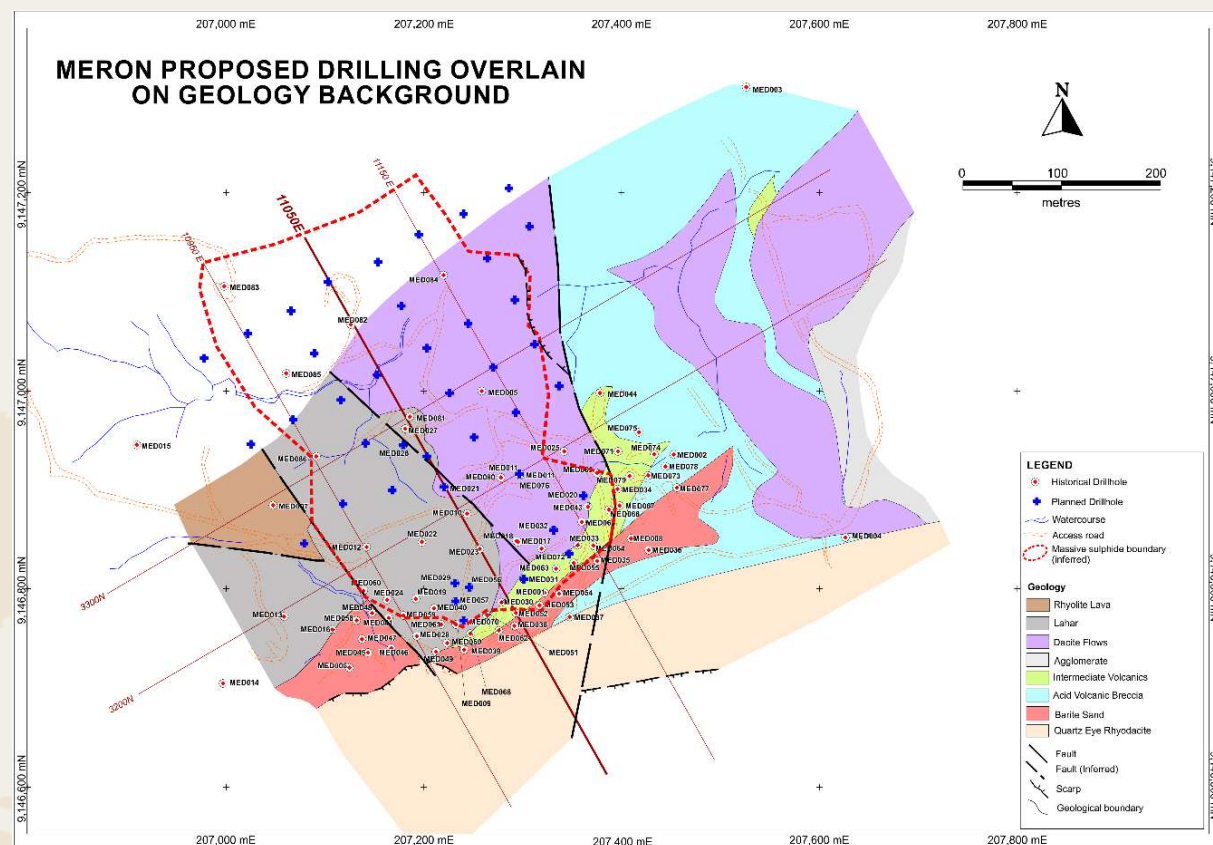 207,000 mE
207,200 mE
207,400 mE
207,600 mE
207,800 mE
MERON PROPOSED DRILLING OVERLAIN
ON GEOLOGY BACKGROUND
N
0
100
200
metres
9,147,200 mN
9,147,000 mN
9,146,800 mN
9,146,600 mN
10950 E
11050E
11150 E
3300N
3200N
MED003
MED083
MED084
MED082
MED085
MED005
MED044
MED015
MED081
MED027
MED026
MED025
MED075
MED071
MED074
MED002
MED078
MED073
MED079
MED077
MED034
MED011
MED011
MED076
MED021
MED020
MED043
MED022
MED012
MED023
MED017
MED032
MED033
MED064
MED008
MED036
MED035
MED004
MED072
MED063
MED031
MED055
MED054
MED053
MED052
MED038
MED037
MED051
MED030
MED029
MED056
MED057
MED019
MED024
MED060
MED040
MED048
MED058
MED059
MED013
MED016
MED047
MED046
MED028
MED070
MED050
MED039
MED049
MED062
MED014
MED068
MED009
LEGEND
Historical Drillhole
Planned Drillhole
Watercourse
Access road
Massive sulphide boundary
(inferred)
Geology
Rhyolite Lava
Lahar
Dacite Flows
Agglomerate
Intermediate Volcanics
Acid Volcanic Breccia
Barite Sand
Quartz Eye Rhyodacite
Fault
Fault (Inferred)
Scarp
Geological boundary
207,000 mE
207,200 mE
207,400 mE
207,600 mE
207,800 mE